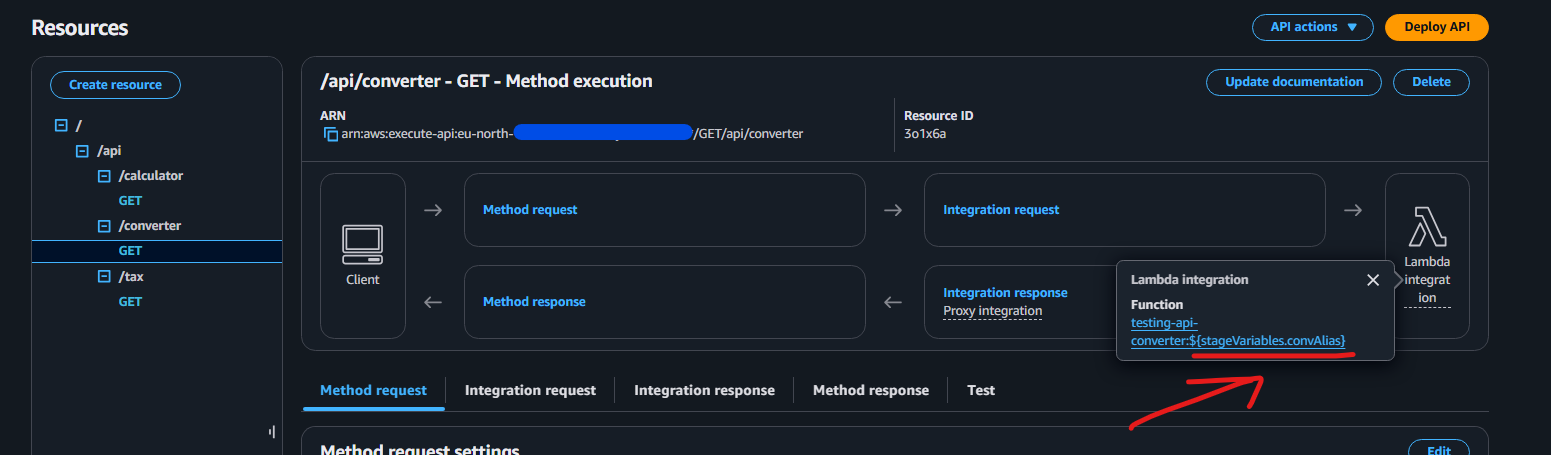 Resources
API actions
Deploy API
Create resource
/
/api
/calculator
GET
/converter
GET
/tax
GET
/api/converter - GET - Method execution
Update documentation
Delete
ARN
arn:aws:execute-api:eu-north-
/GET/api/converter
Resource ID
3o1x6a
Client
Method request
Integration request
Method response
Integration response
Proxy integration
Lambda
integrat
ion
Lambda integration
Function
testing-api-
converter:${stageVariables.convAlias}
Method request
Integration request
Integration response
Method response
Test
Method request settings
Edit